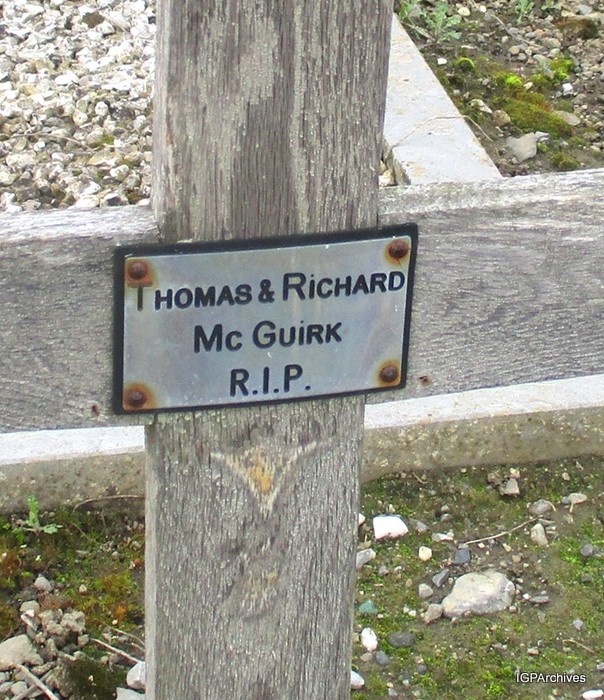 THOMAS & RICHARD
Mc GUIRK
R.I.P.
IGPArchives